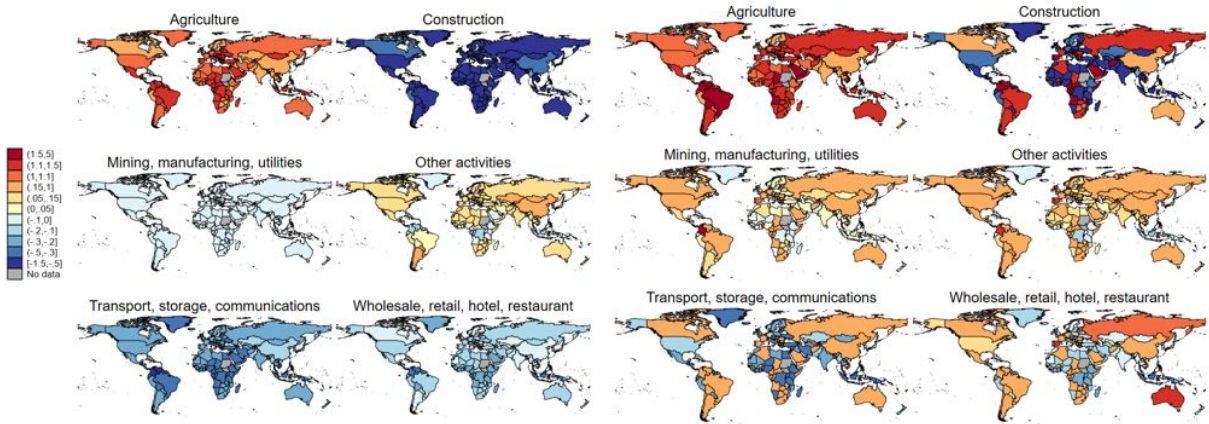 Agriculture
Construction
Agriculture
Construction
Mining, manufacturing, utilities
Other activities
Mining, manufacturing, utilities
Other activities
(1.5,5]
(1.1,1.5]
(1,1.1]
(.15,1]
(.05,.15]
(0,.05]
(-.1,0]
(-.2,-.1]
(-.3,-.2]
(-.5,-.3]
[-1.5,-.5]
No data
Transport, storage, communications
Wholesale, retail, hotel, restaurant
Transport, storage, communications
Wholesale, retail, hotel, restaurant